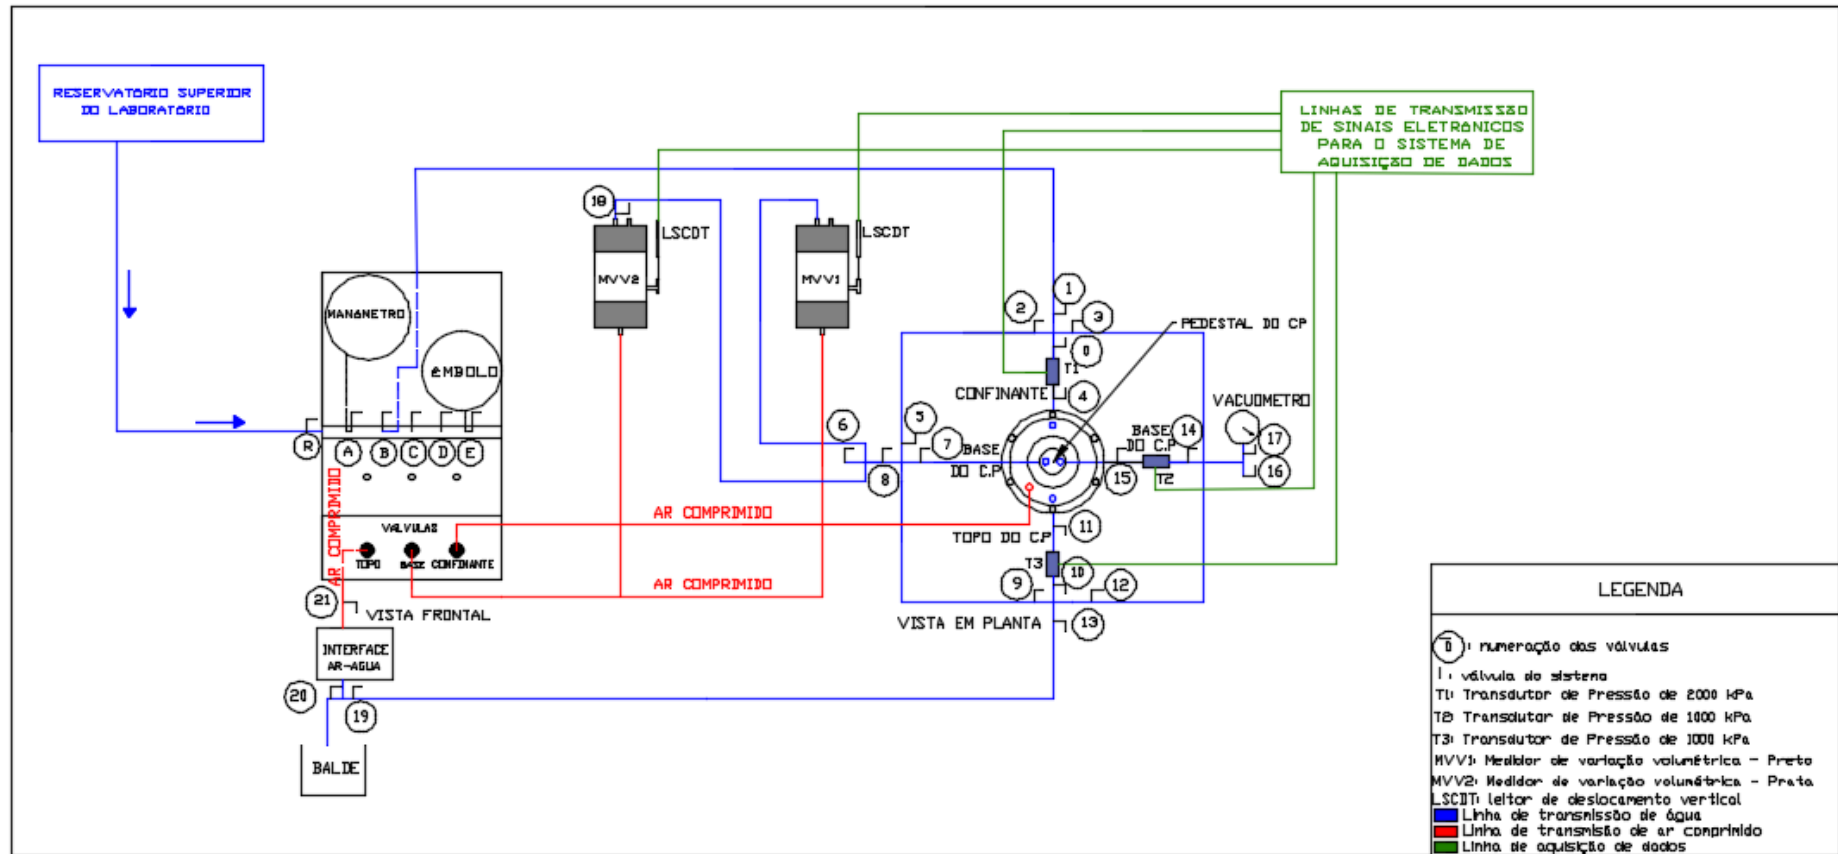 RESERVATÓRIO SUPERIOR
DO LABORATÓRIO
LINHAS DE TRANSMISSÃO
DE SINAIS ELETRÔNICOS
PARA O SISTEMA DE
AQUISIÇÃO DE DADOS
18
LSCDT
LSCDT
MVV2
MVV1
MANÔMETRO
ÊMBOLO
1
2
3
PEDESTAL DO CP
0
T1
CONFINANTE
4
VACUOMETRO
R
A
B
C
D
E
6
5
7
8
BASE
DO C.P
BASE
DO C.P
14
17
16
15
T2
AR COMPRIMIDO
AR COMPRIMIDO
VALVULAS
TOPO
BASE
CONFINANTE
TOPO DO C.P
11
T3
10
9
12
AR COMPRIMIDO
21
VISTA FRONTAL
VISTA EM PLANTA
13
INTERFACE
AR-AGUA
20
19
BALDE
LEGENDA
0: numeração das válvulas
: válvula do sistema
T1: Transdutor de Pressão de 2000 kPa
T2: Transdutor de Pressão de 1000 kPa
T3: Transdutor de Pressão de 1000 kPa
MVV1: Medidor de variação volumétrica - Preto
MVV2: Medidor de variação volumétrica - Prata
LSCDT: leitor de deslocamento vertical
Linha de transmissão de água
Linha de transmisão de ar comprimido
Linha de aquisição de dados